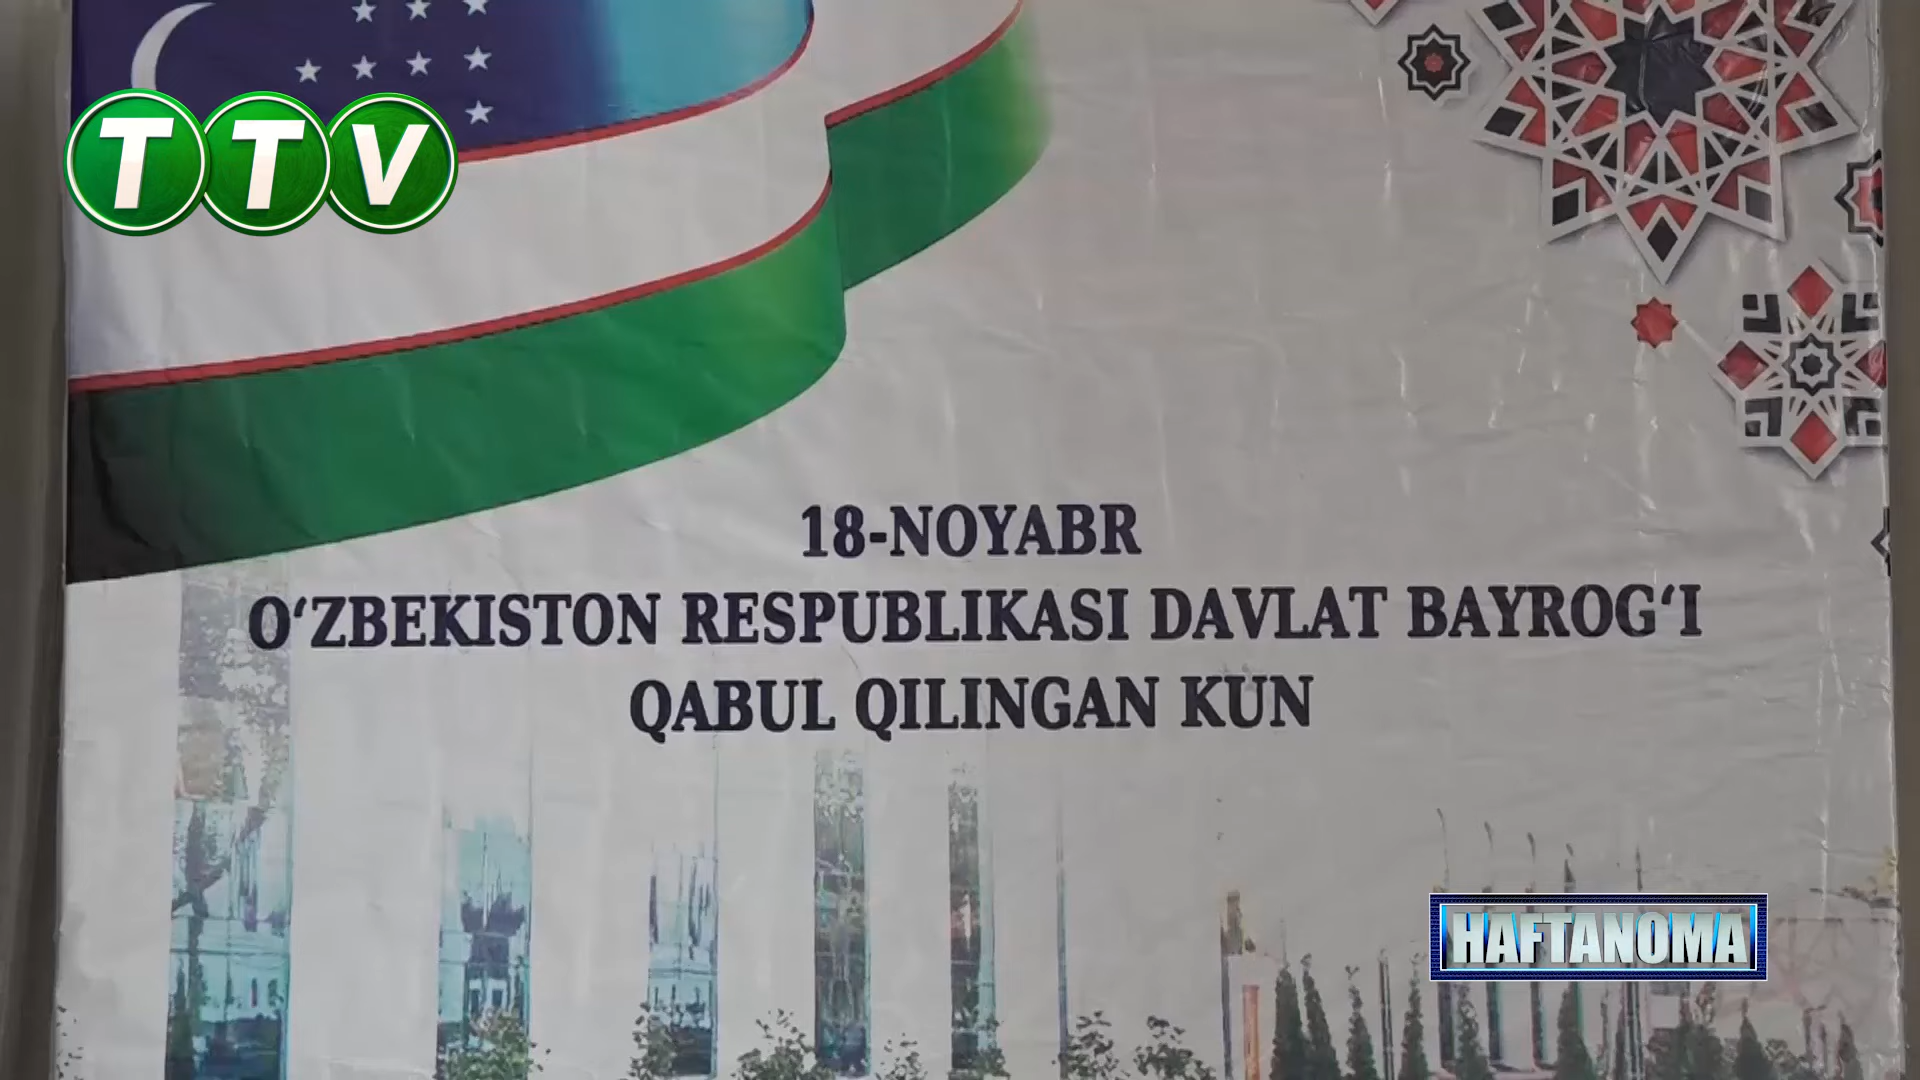 TTV
18-NOYABR
O‘ZBEKISTON RESPUBLIKASI DAVLAT BAYROG‘I
QABUL QILINGAN KUN
HAFTANOMA